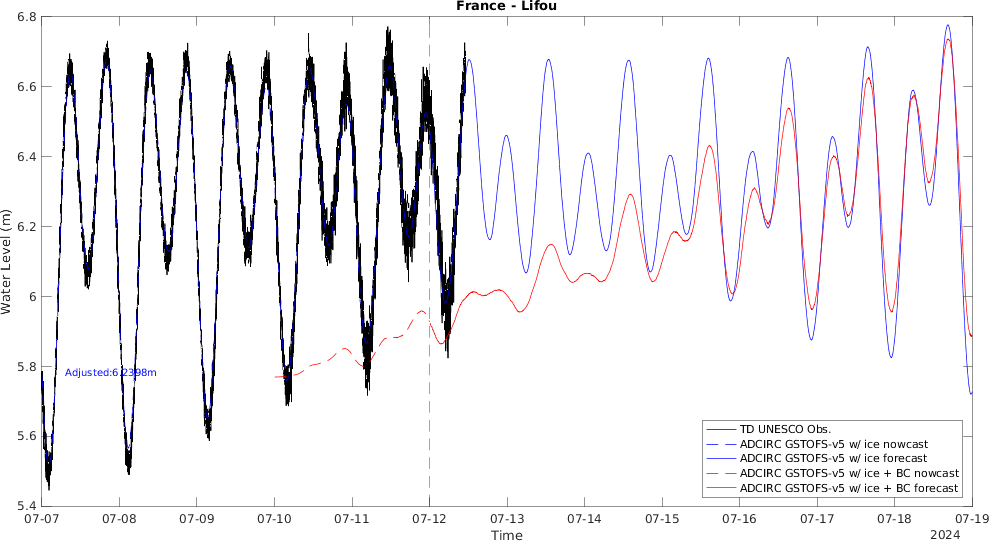 France - Lifou
6.8
6.6
6.4
6.2
6
5.8
5.6
5.4
Water Level (m)
Adjusted:6.2398m
TD UNESCO Obs.
ADCIRC GSTOFS-v5 w/ ice nowcast
ADCIRC GSTOFS-v5 w/ ice forecast
ADCIRC GSTOFS-v5 w/ ice + BC nowcast
ADCIRC GSTOFS-v5 w/ ice + BC forecast
07-07 07-08 07-09 07-10 07-11 07-12 07-13 07-14 07-15 07-16 07-17 07-18 07-19
Time
2024